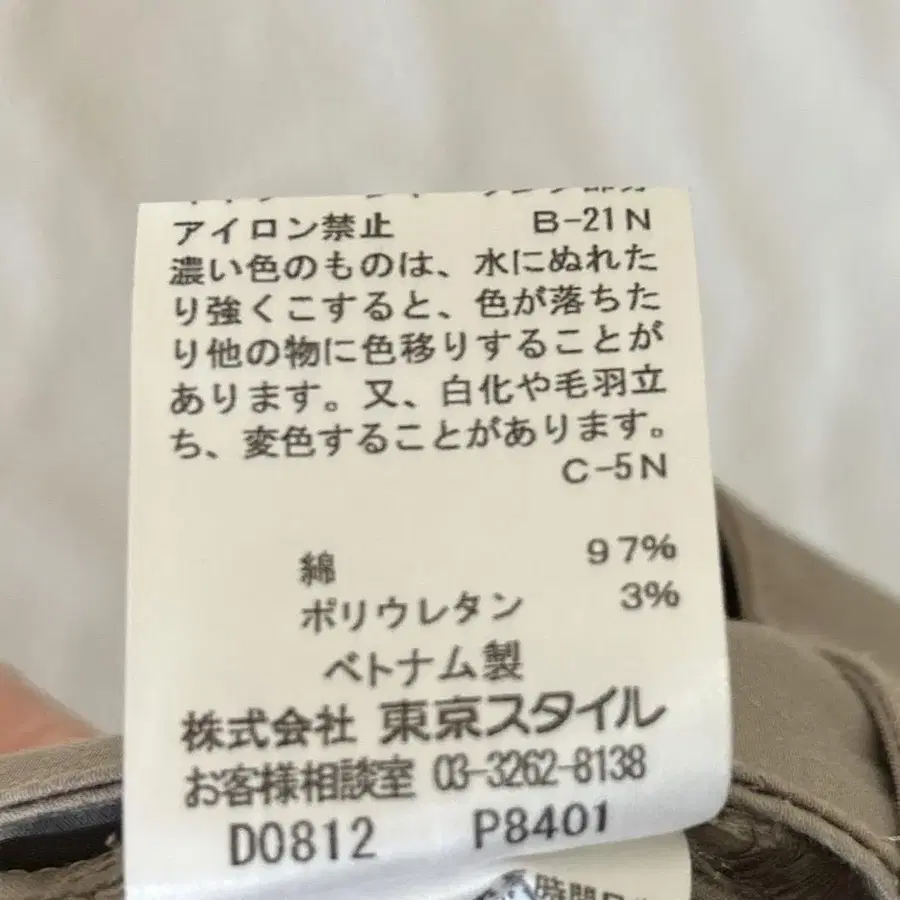 アイロン禁止 B-21N
濃い色のものは、水にぬれた
り強くこすると、色が落ちた
り他の物に色移りすることが
あります。又、白化や毛羽立
ち、変色することがあります。
C-5N
綿 97%
ポリウレタン 3%
ベトナム製
株式会社 東京スタイル
お客様相談室 03-3262-8138
D0812 P8401
時間